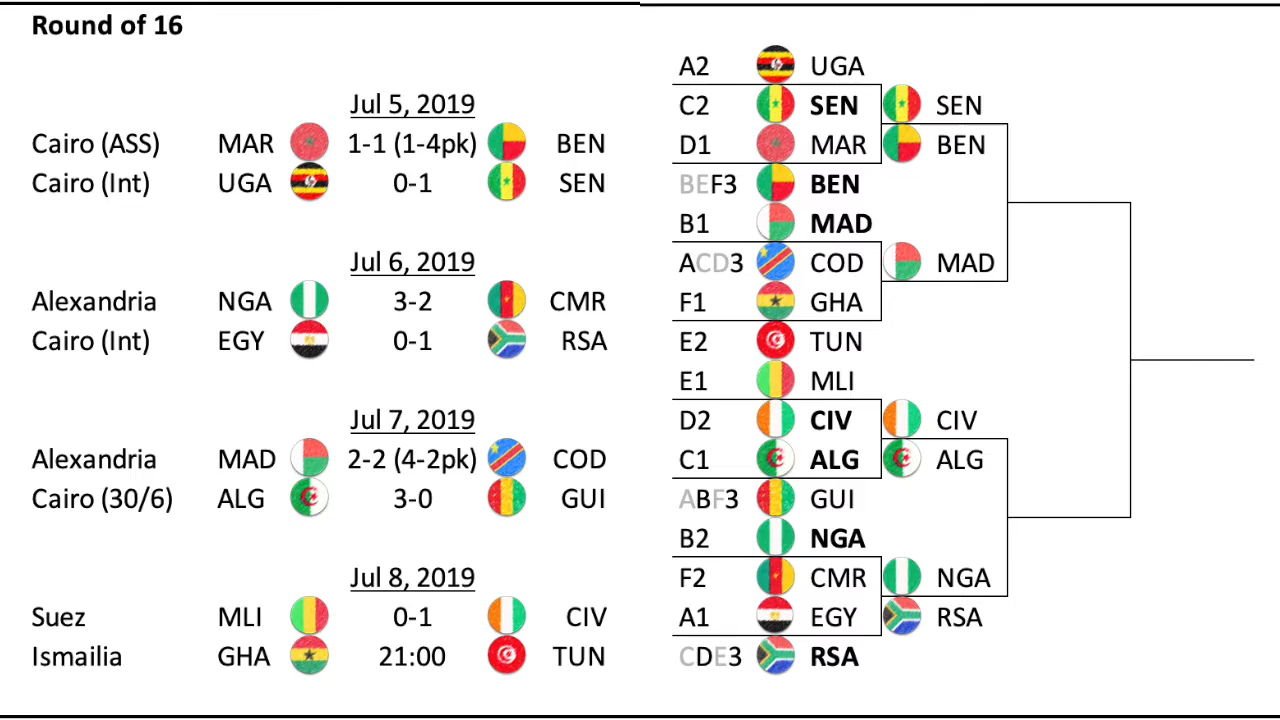 Round of 16
Jul 5, 2019
Cairo (ASS) MAR 1-1 (1-4pk) BEN
Cairo (Int) UGA 0-1 SEN
Jul 6, 2019
Alexandria NGA 3-2 CMR
Cairo (Int) EGY 0-1 RSA
Jul 7, 2019
Alexandria MAD 2-2 (4-2pk) COD
Cairo (30/6) ALG 3-0 GUI
Jul 8, 2019
Suez MLI 0-1 CIV
Ismailia GHA 21:00 TUN
A2 UGA
C2 SEN SEN
D1 MAR BEN
BEF3 BEN
B1 MAD
ACD3 COD MAD
F1 GHA
E2 TUN
E1 MLI
D2 CIV CIV
C1 ALG ALG
ABF3 GUI
B2 NGA
F2 CMR NGA
A1 EGY RSA
CDE3 RSA